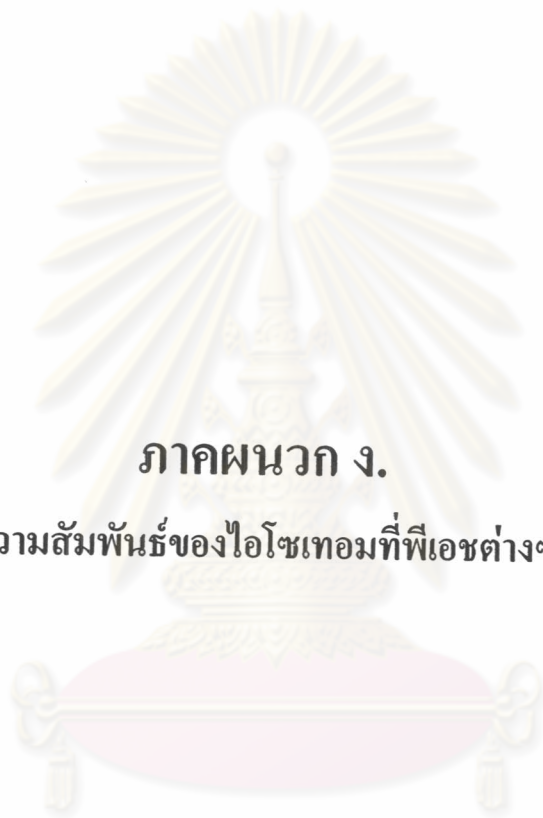 ภาคผนวก ง.
วามสัมพันธ์ของไอโซเทอมที่พีเอชต่างๆ